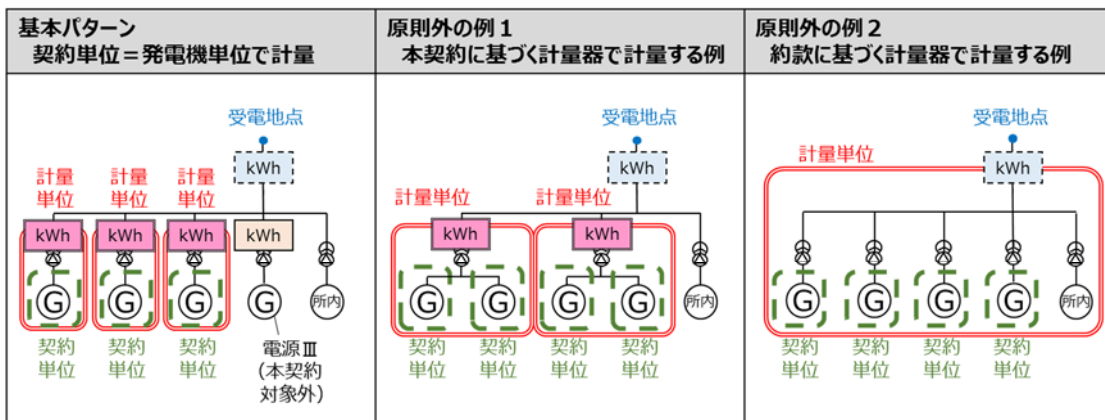 基本パターン
契約単位＝発電機単位で計量
受電地点
kWh
計量
単位
計量
単位
計量
単位
kWh
kWh
kWh
kWh
G
G
G
G
所内
契約
単位
契約
単位
契約
単位
電源Ⅲ
(本契約
対象外)
原則外の例１
本契約に基づく計量器で計量する例
受電地点
kWh
計量単位
計量単位
kWh
kWh
G
G
G
G
所内
契約
単位
契約
単位
契約
単位
契約
単位
原則外の例２
約款に基づく計量器で計量する例
受電地点
計量単位
kWh
G
G
G
G
所内
契約
単位
契約
単位
契約
単位
契約
単位